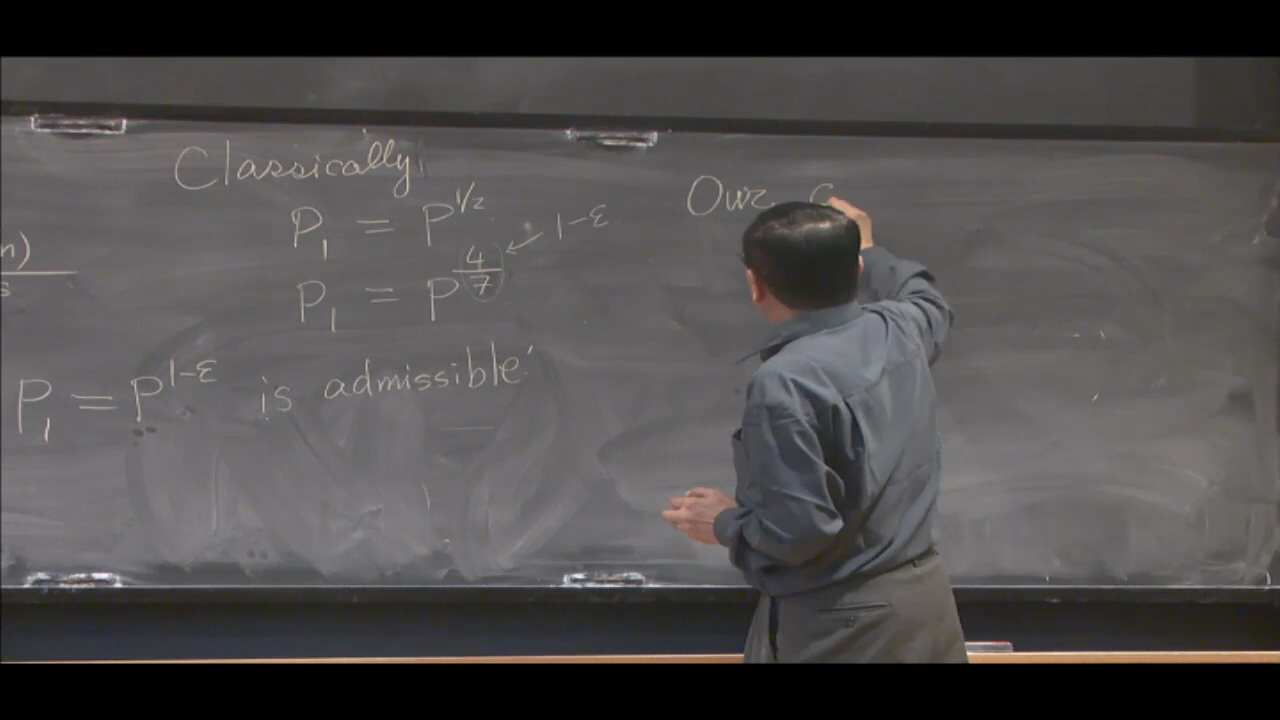 Classically
P₁ = P^{1/2}
1-ε
P₁ = P^{4/7}
n)
s
P₁ = P^{1-ε} is admissible
Our